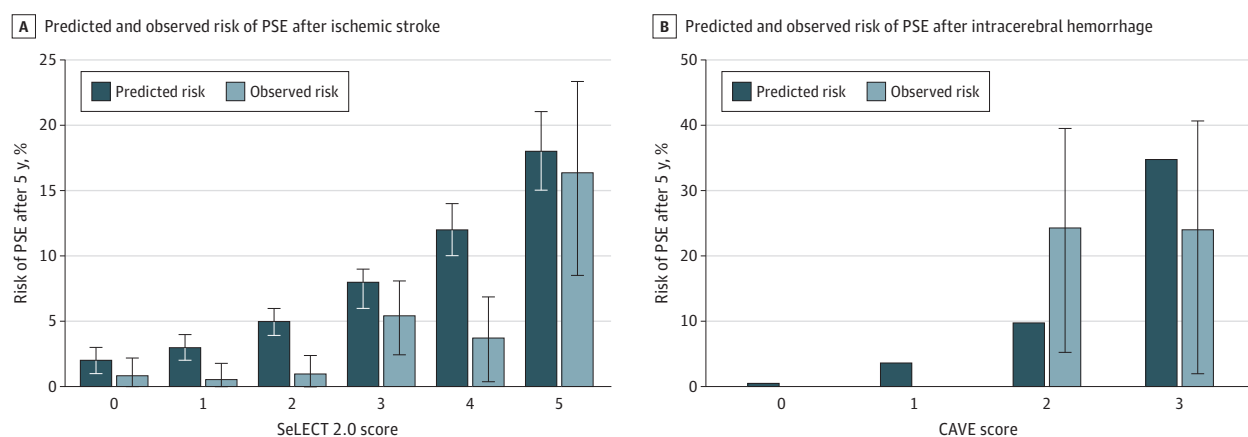 A Predicted and observed risk of PSE after ischemic stroke
25
20
15
10
5
0
Risk of PSE after 5 y, %
Predicted risk Observed risk
0 1 2 3 4 5
SeLECT 2.0 score
B Predicted and observed risk of PSE after intracerebral hemorrhage
50
40
30
20
10
0
Risk of PSE after 5 y, %
Predicted risk Observed risk
0 1 2 3
CAVE score